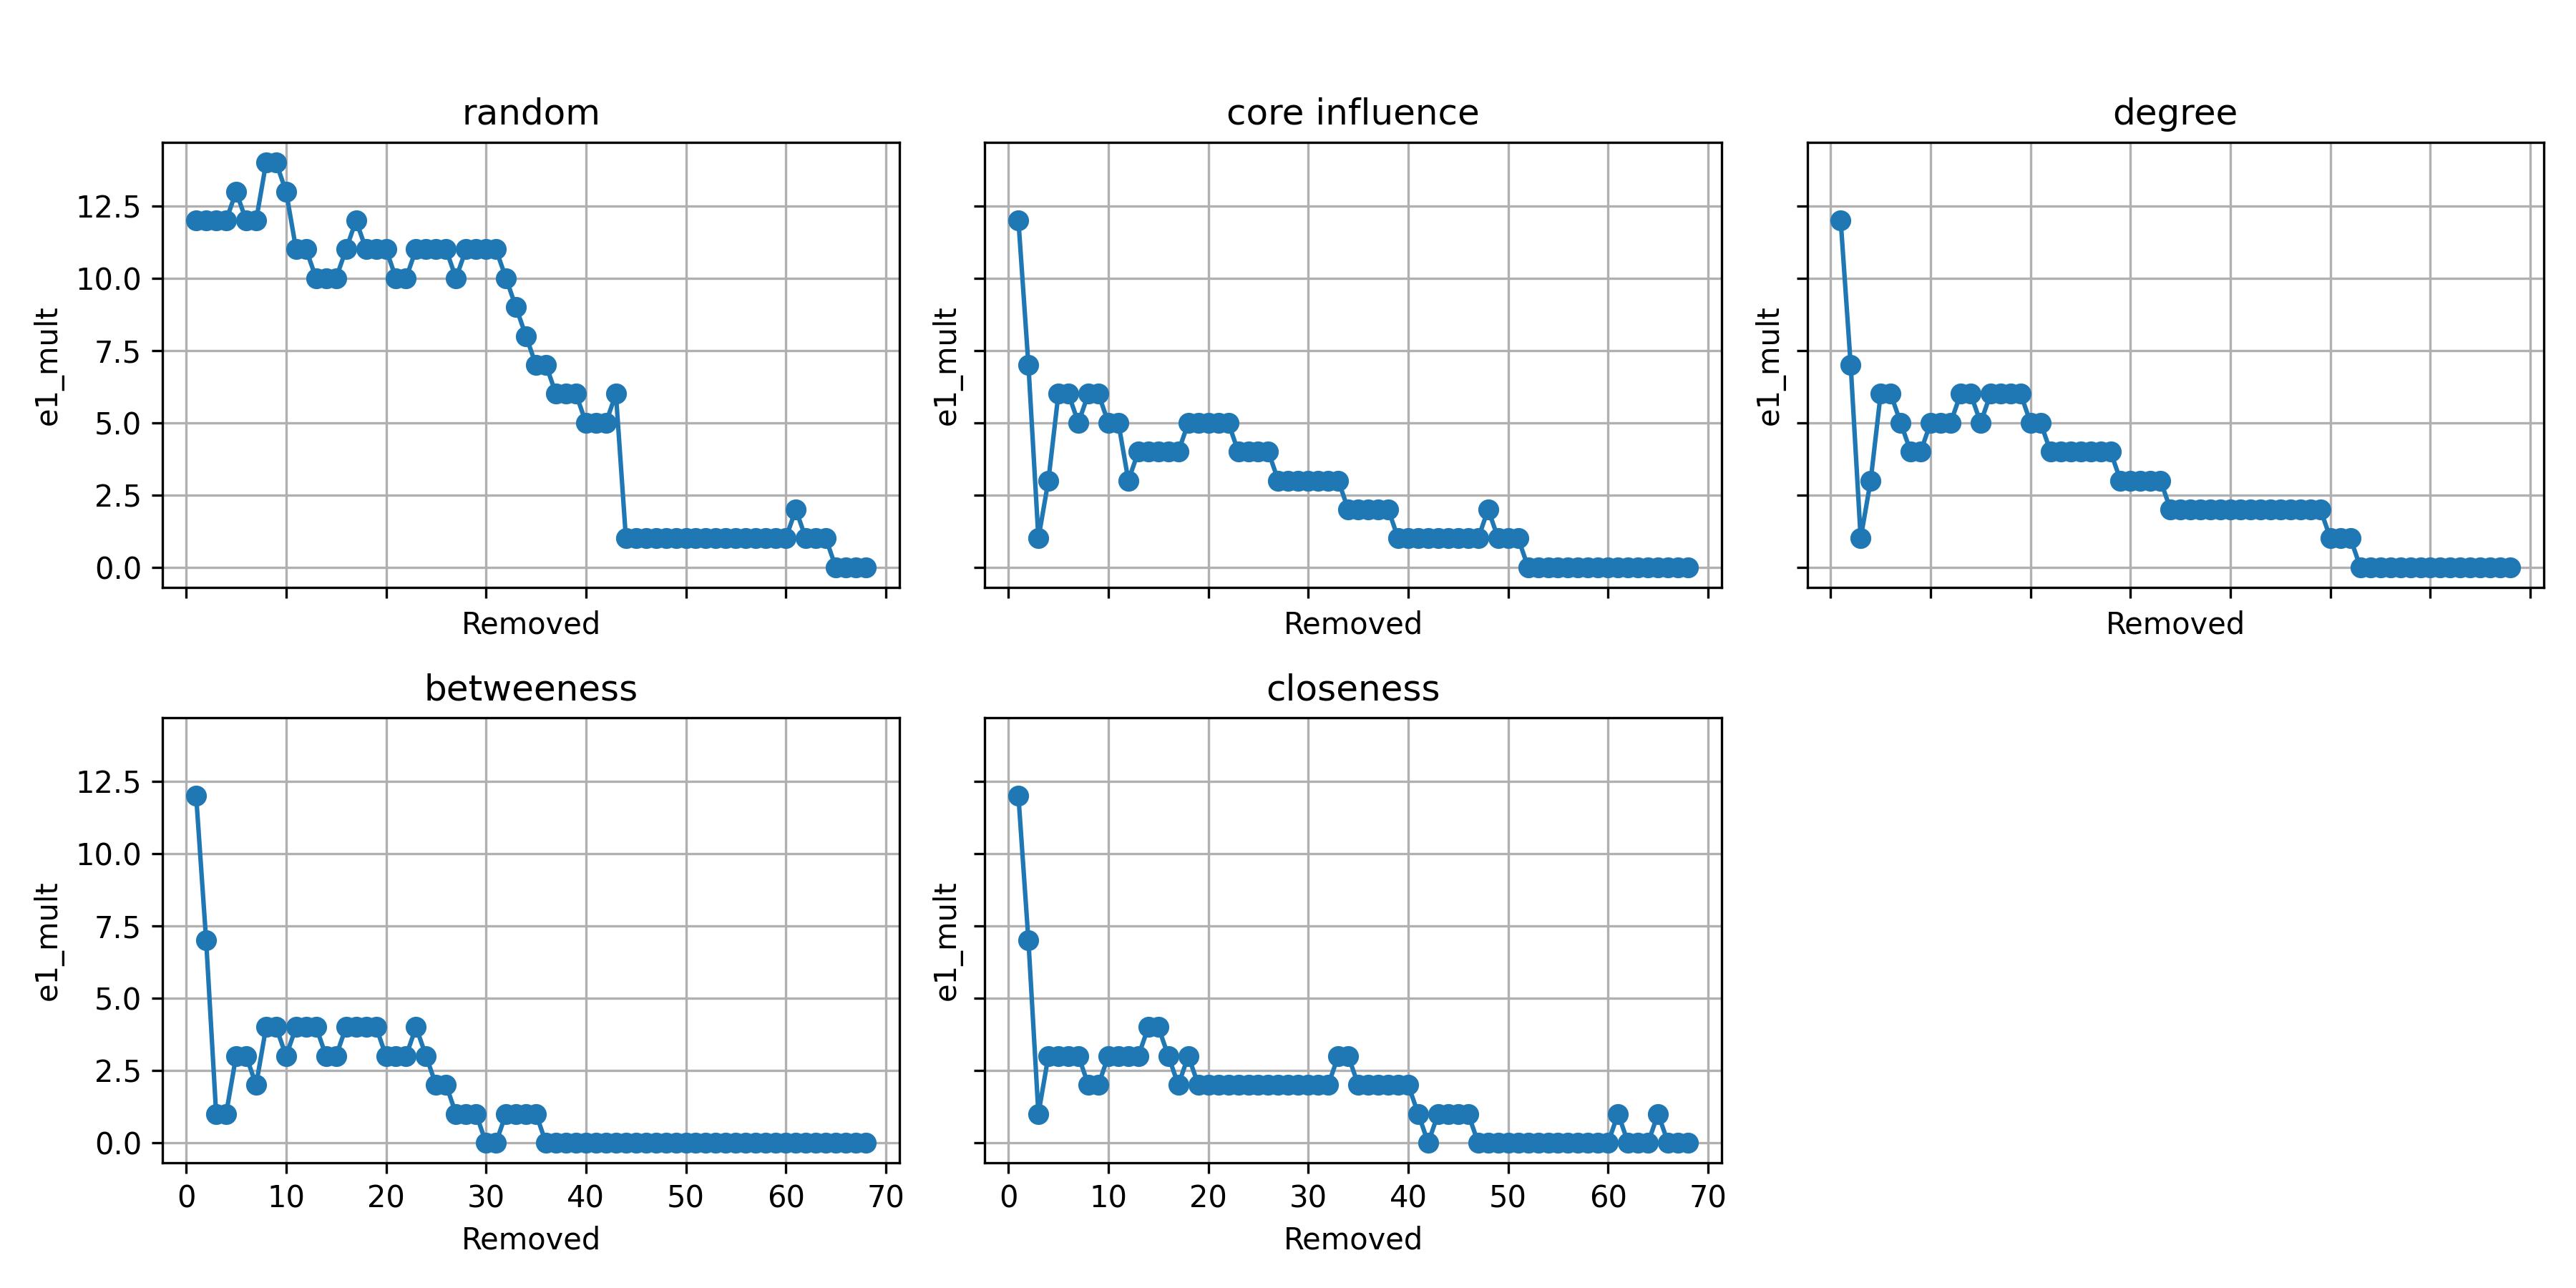 random
12.5
10.0
7.5
5.0
2.5
0.0
e1_mult
Removed
core influence
e1_mult
Removed
degree
e1_mult
Removed
betweeness
12.5
10.0
7.5
5.0
2.5
0.0
e1_mult
0 10 20 30 40 50 60 70
Removed
closeness
e1_mult
0 10 20 30 40 50 60 70
Removed